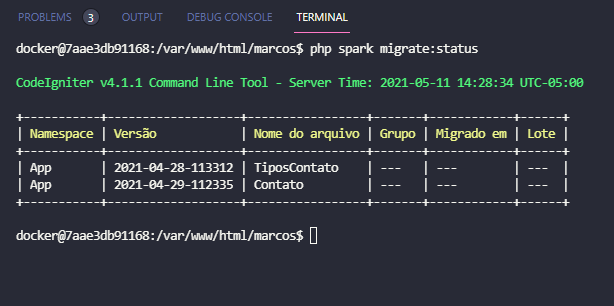 PROBLEMS 3 OUTPUT DEBUG CONSOLE TERMINAL
docker@7aae3db91168:/var/www/html/marcos$ php spark migrate:status
CodeIgniter v4.1.1 Command Line Tool - Server Time: 2021-05-11 14:28:34 UTC-05:00
+-----------+-------------------+-----------------+-------+------------+------+
| Namespace | Versão | Nome do arquivo | Grupo | Migrado em | Lote |
+-----------+-------------------+-----------------+-------+------------+------+
| App | 2021-04-28-113312 | TiposContato | --- | --- | --- |
| App | 2021-04-29-112335 | Contato | --- | --- | --- |
+-----------+-------------------+-----------------+-------+------------+------+
docker@7aae3db91168:/var/www/html/marcos$